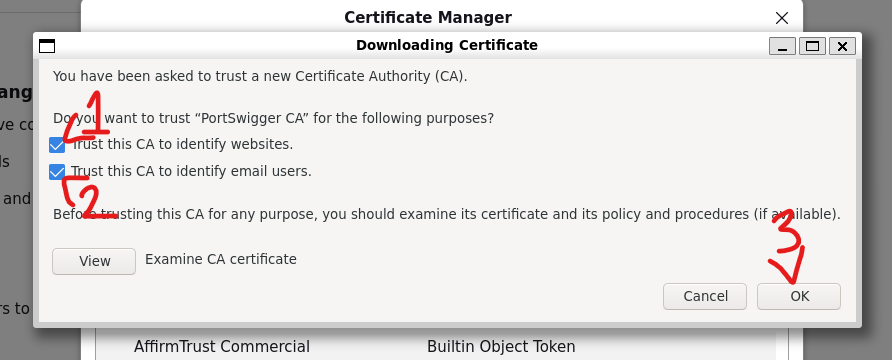 Certificate Manager
Downloading Certificate
You have been asked to trust a new Certificate Authority (CA).
ang
Do you want to trust “PortSwigger CA” for the following purposes?
1
ve co
Trust this CA to identify websites.
ls
Trust this CA to identify email users.
and
2
Before trusting this CA for any purpose, you should examine its certificate and its policy and procedures (if available).
3
View Examine CA certificate
Cancel OK
rs to
AffirmTrust Commercial Builtin Object Token